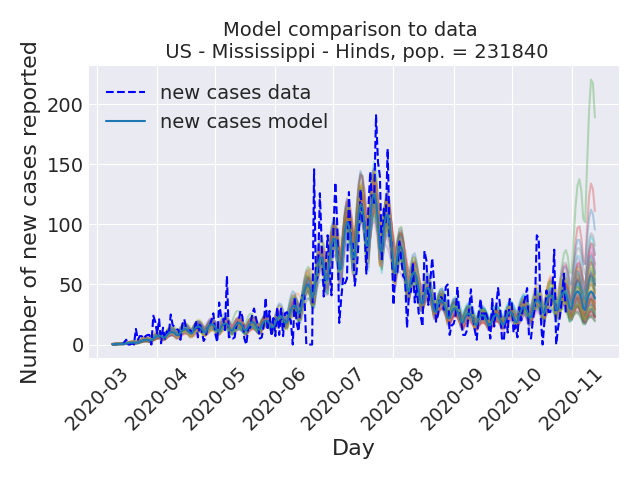 Model comparison to data
US - Mississippi - Hinds, pop. = 231840
Number of new cases reported
200
150
100
50
0
new cases data
new cases model
2020-03
2020-04
2020-05
2020-06
2020-07
2020-08
2020-09
2020-10
2020-11
Day